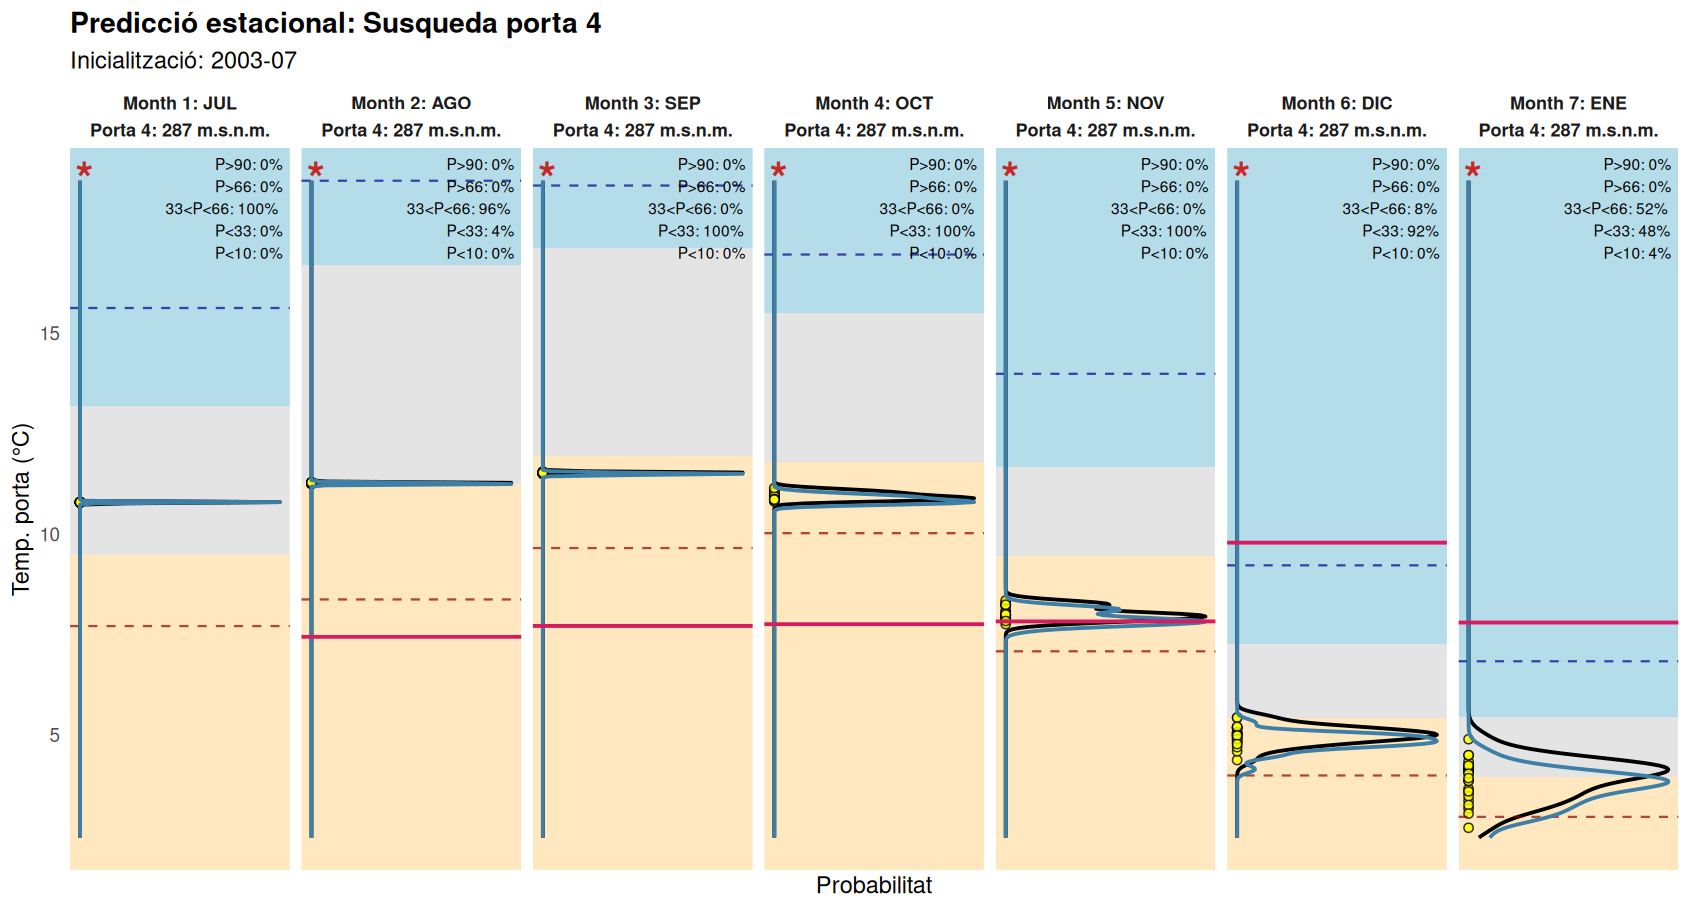 Predicció estacional: Susqueda porta 4
Inicialització: 2003-07
Month 1: JUL
Porta 4: 287 m.s.n.m.
Month 2: AGO
Porta 4: 287 m.s.n.m.
Month 3: SEP
Porta 4: 287 m.s.n.m.
Month 4: OCT
Porta 4: 287 m.s.n.m.
Month 5: NOV
Porta 4: 287 m.s.n.m.
Month 6: DIC
Porta 4: 287 m.s.n.m.
Month 7: ENE
Porta 4: 287 m.s.n.m.
*
P>90: 0%
P>66: 0%
33<P<66: 100%
P<33: 0%
P<10: 0%
*
P>90: 0%
P>66: 0%
33<P<66: 96%
P<33: 4%
P<10: 0%
*
P>90: 0%
P>66: 0%
33<P<66: 0%
P<33: 100%
P<10: 0%
*
P>90: 0%
P>66: 0%
33<P<66: 0%
P<33: 100%
P<10: 0%
*
P>90: 0%
P>66: 0%
33<P<66: 0%
P<33: 100%
P<10: 0%
*
P>90: 0%
P>66: 0%
33<P<66: 8%
P<33: 92%
P<10: 0%
*
P>90: 0%
P>66: 0%
33<P<66: 52%
P<33: 48%
P<10: 4%
15
10
5
Temp. porta (°C)
Probabilitat